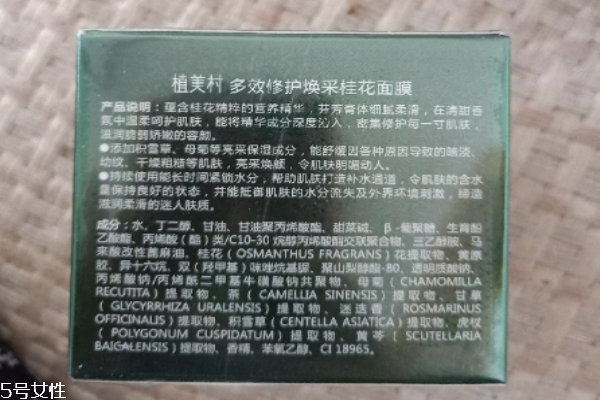 植美村 多效修护焕采桂花面膜
产品说明：蕴含桂花精粹的营养精华，芬芳膏体细腻柔滑，在清甜香
氛中温柔呵护肌肤，能将精华成分深度沁入，密集修护每一寸肌肤，
滋润脆弱娇嫩的容颜。
●添加积雪草、母菊等亮采保湿成分，能舒缓因各种原因导致的暗淡、
幼纹、干燥粗糙等肌肤，亮采焕颜，令肌肤明媚动人。
●持续使用能长时间紧锁水分，帮助肌肤打造补水通道，令肌肤的含水
量保持良好的状态，并能抵御肌肤的水分流失及外界环境刺激，缔造
滋润柔滑的迷人肤质。
成分：水、丁二醇、甘油、甘油聚丙烯酸酯、甜菜碱、β-葡聚糖、生育酚
乙酸酯、丙烯酸（酯）类/C10-30 烷醇丙烯酸酯交联聚合物、三乙醇胺、马
来酸改性蓖麻油、桂花（OSMANTHUS FRAGRANS）花提取物、黄原
胶、异十六烷、双（羟甲基）咪唑烷基脲、聚山梨醇酯-80、透明质酸钠、
丙烯酸钠/丙烯酰二甲基牛磺酸钠共聚物、母菊（CHAMOMILLA
RECUTITA）提取物、茶（CAMELLIA SINENSIS）提取物、甘草
（GLYCYRRHIZA URALENSIS）提取物、迷迭香（ROSMARINUS
OFFICINALIS）提取物、积雪草（CENTELLA ASIATICA）提取物、虎杖
（POLYGONUM CUSPIDATUM）提取物、黄芩（SCUTELLARIA
BAICALENSIS）提取物、香精、苯氧乙醇、CI 18965。
5号女性